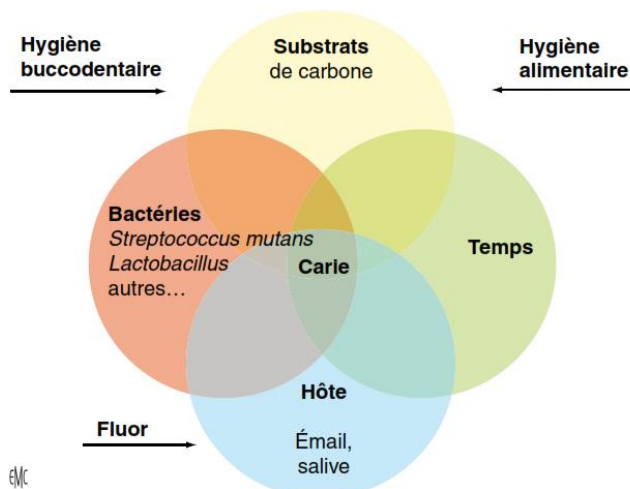 Hygiène
buccodentaire
Substrats
de carbone
Hygiène
alimentaire
Bactéries
Streptococcus mutans
Lactobacillus
autres…
Carie
Temps
Hôte
Émail,
salive
Fluor
EMC